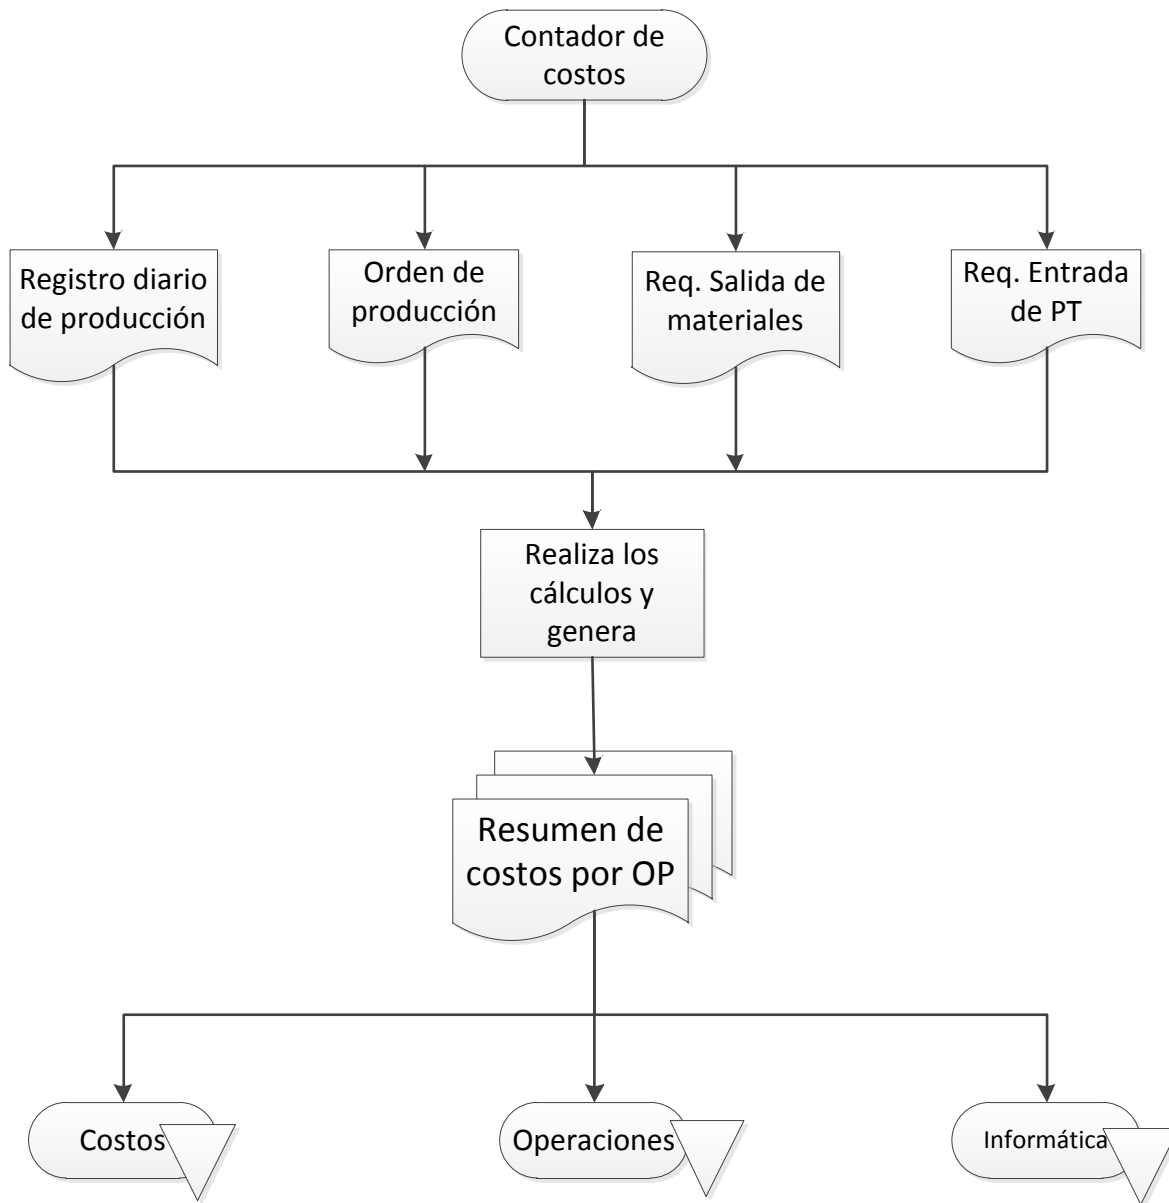 Contador de
costos
Registro diario
de producción
Orden de
producción
Req. Salida de
materiales
Req. Entrada
de PT
Realiza los
cálculos y
genera
Resumen de
costos por OP
Costos
Operaciones
Informática